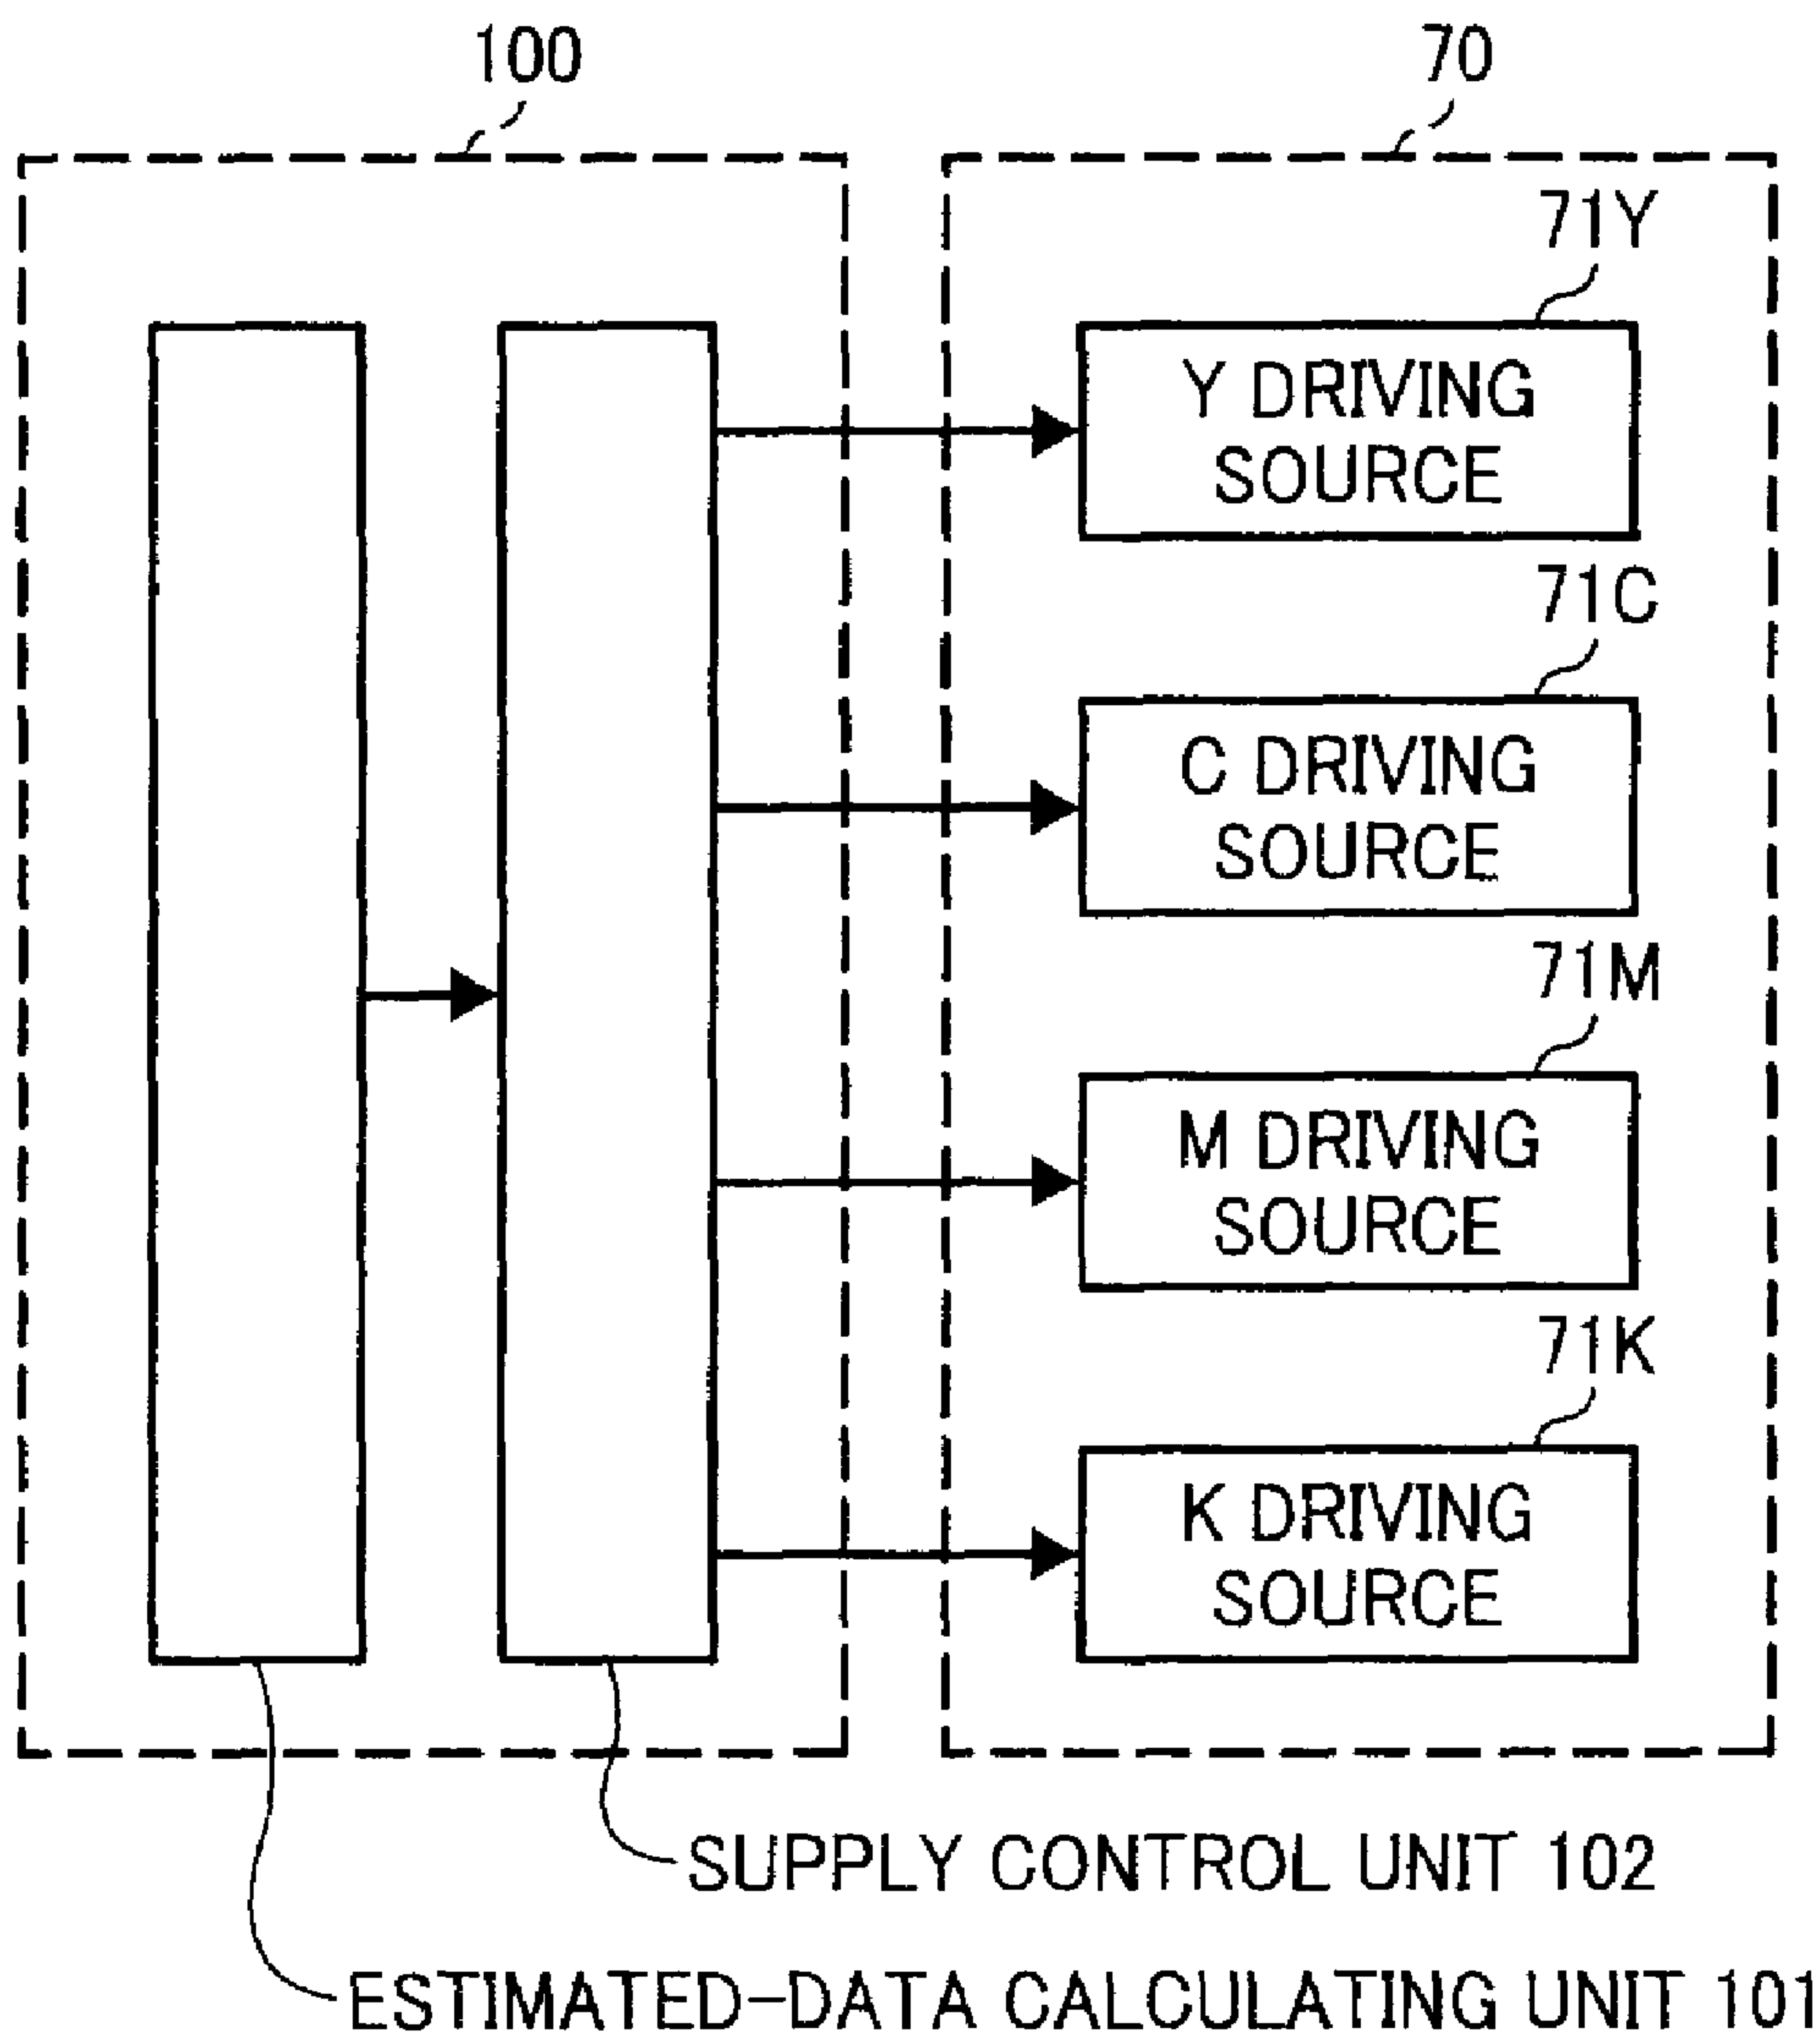 100
70
71Y
Y DRIVING
SOURCE
71C
C DRIVING
SOURCE
71M
M DRIVING
SOURCE
71K
K DRIVING
SOURCE
SUPPLY CONTROL UNIT 102
ESTIMATED-DATA CALCULATING UNIT 101